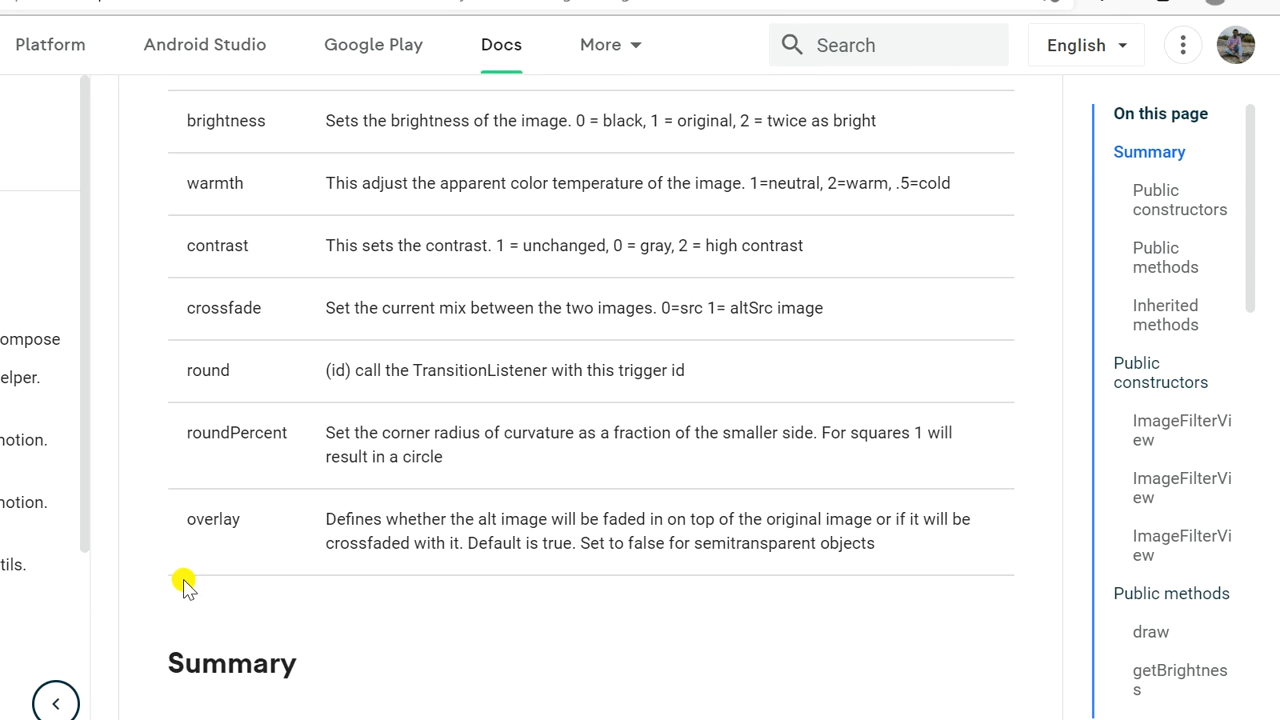 Platform
Android Studio
Google Play
Docs
More
Search
English
brightness
Sets the brightness of the image. 0 = black, 1 = original, 2 = twice as bright
warmth
This adjust the apparent color temperature of the image. 1=neutral, 2=warm, .5=cold
contrast
This sets the contrast. 1 = unchanged, 0 = gray, 2 = high contrast
crossfade
Set the current mix between the two images. 0=src 1= altSrc image
round
(id) call the TransitionListener with this trigger id
roundPercent
Set the corner radius of curvature as a fraction of the smaller side. For squares 1 will
result in a circle
overlay
Defines whether the alt image will be faded in on top of the original image or if it will be
crossfaded with it. Default is true. Set to false for semitransparent objects
Summary
ompose
elper.
notion.
notion.
tils.
On this page
Summary
Public
constructors
Public
methods
Inherited
methods
Public
constructors
ImageFilterVi
ew
ImageFilterVi
ew
ImageFilterVi
ew
Public methods
draw
getBrightnes
s